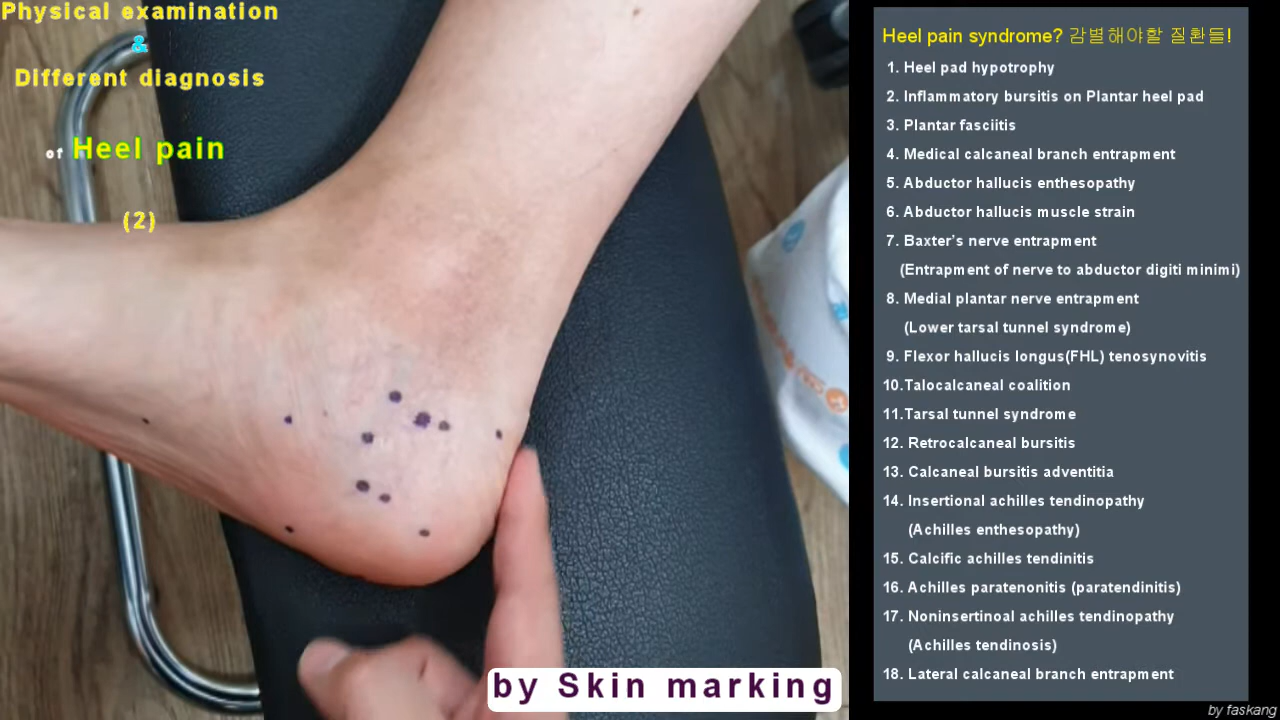 Physical examination
&
Different diagnosis
of Heel pain
(2)
by Skin marking
Heel pain syndrome? 감별해야할 질환들!
1. Heel pad hypotrophy
2. Inflammatory bursitis on Plantar heel pad
3. Plantar fasciitis
4. Medical calcaneal branch entrapment
5. Abductor hallucis enthesopathy
6. Abductor hallucis muscle strain
7. Baxter's nerve entrapment
(Entrapment of nerve to abductor digiti minimi)
8. Medial plantar nerve entrapment
(Lower tarsal tunnel syndrome)
9. Flexor hallucis longus(FHL) tenosynovitis
10.Talocalcaneal coalition
11.Tarsal tunnel syndrome
12. Retrocalcaneal bursitis
13. Calcaneal bursitis adventitia
14. Insertional achilles tendinopathy
(Achilles enthesopathy)
15. Calcific achilles tendinitis
16. Achilles paratenonitis (paratendinitis)
17. Noninsertinoal achilles tendinopathy
(Achilles tendinosis)
18. Lateral calcaneal branch entrapment
by faskang